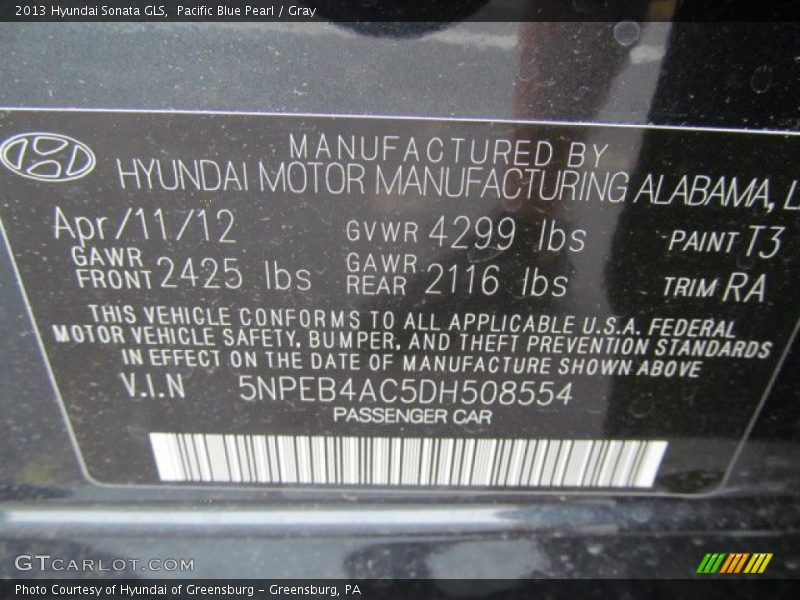 2013 Hyundai Sonata GLS, Pacific Blue Pearl / Gray
MANUFACTURED BY
HYUNDAI MOTOR MANUFACTURING ALABAMA, L
Apr/11/12 GVWR 4299 lbs PAINT T3
GAWR FRONT 2425 lbs GAWR REAR 2116 lbs TRIM RA
THIS VEHICLE CONFORMS TO ALL APPLICABLE U.S.A. FEDERAL
MOTOR VEHICLE SAFETY, BUMPER, AND THEFT PREVENTION STANDARDS
IN EFFECT ON THE DATE OF MANUFACTURE SHOWN ABOVE
V.I.N 5NPEB4AC5DH508554
PASSENGER CAR
GTCARLOT.COM
Photo Courtesy of Hyundai of Greensburg – Greensburg, PA